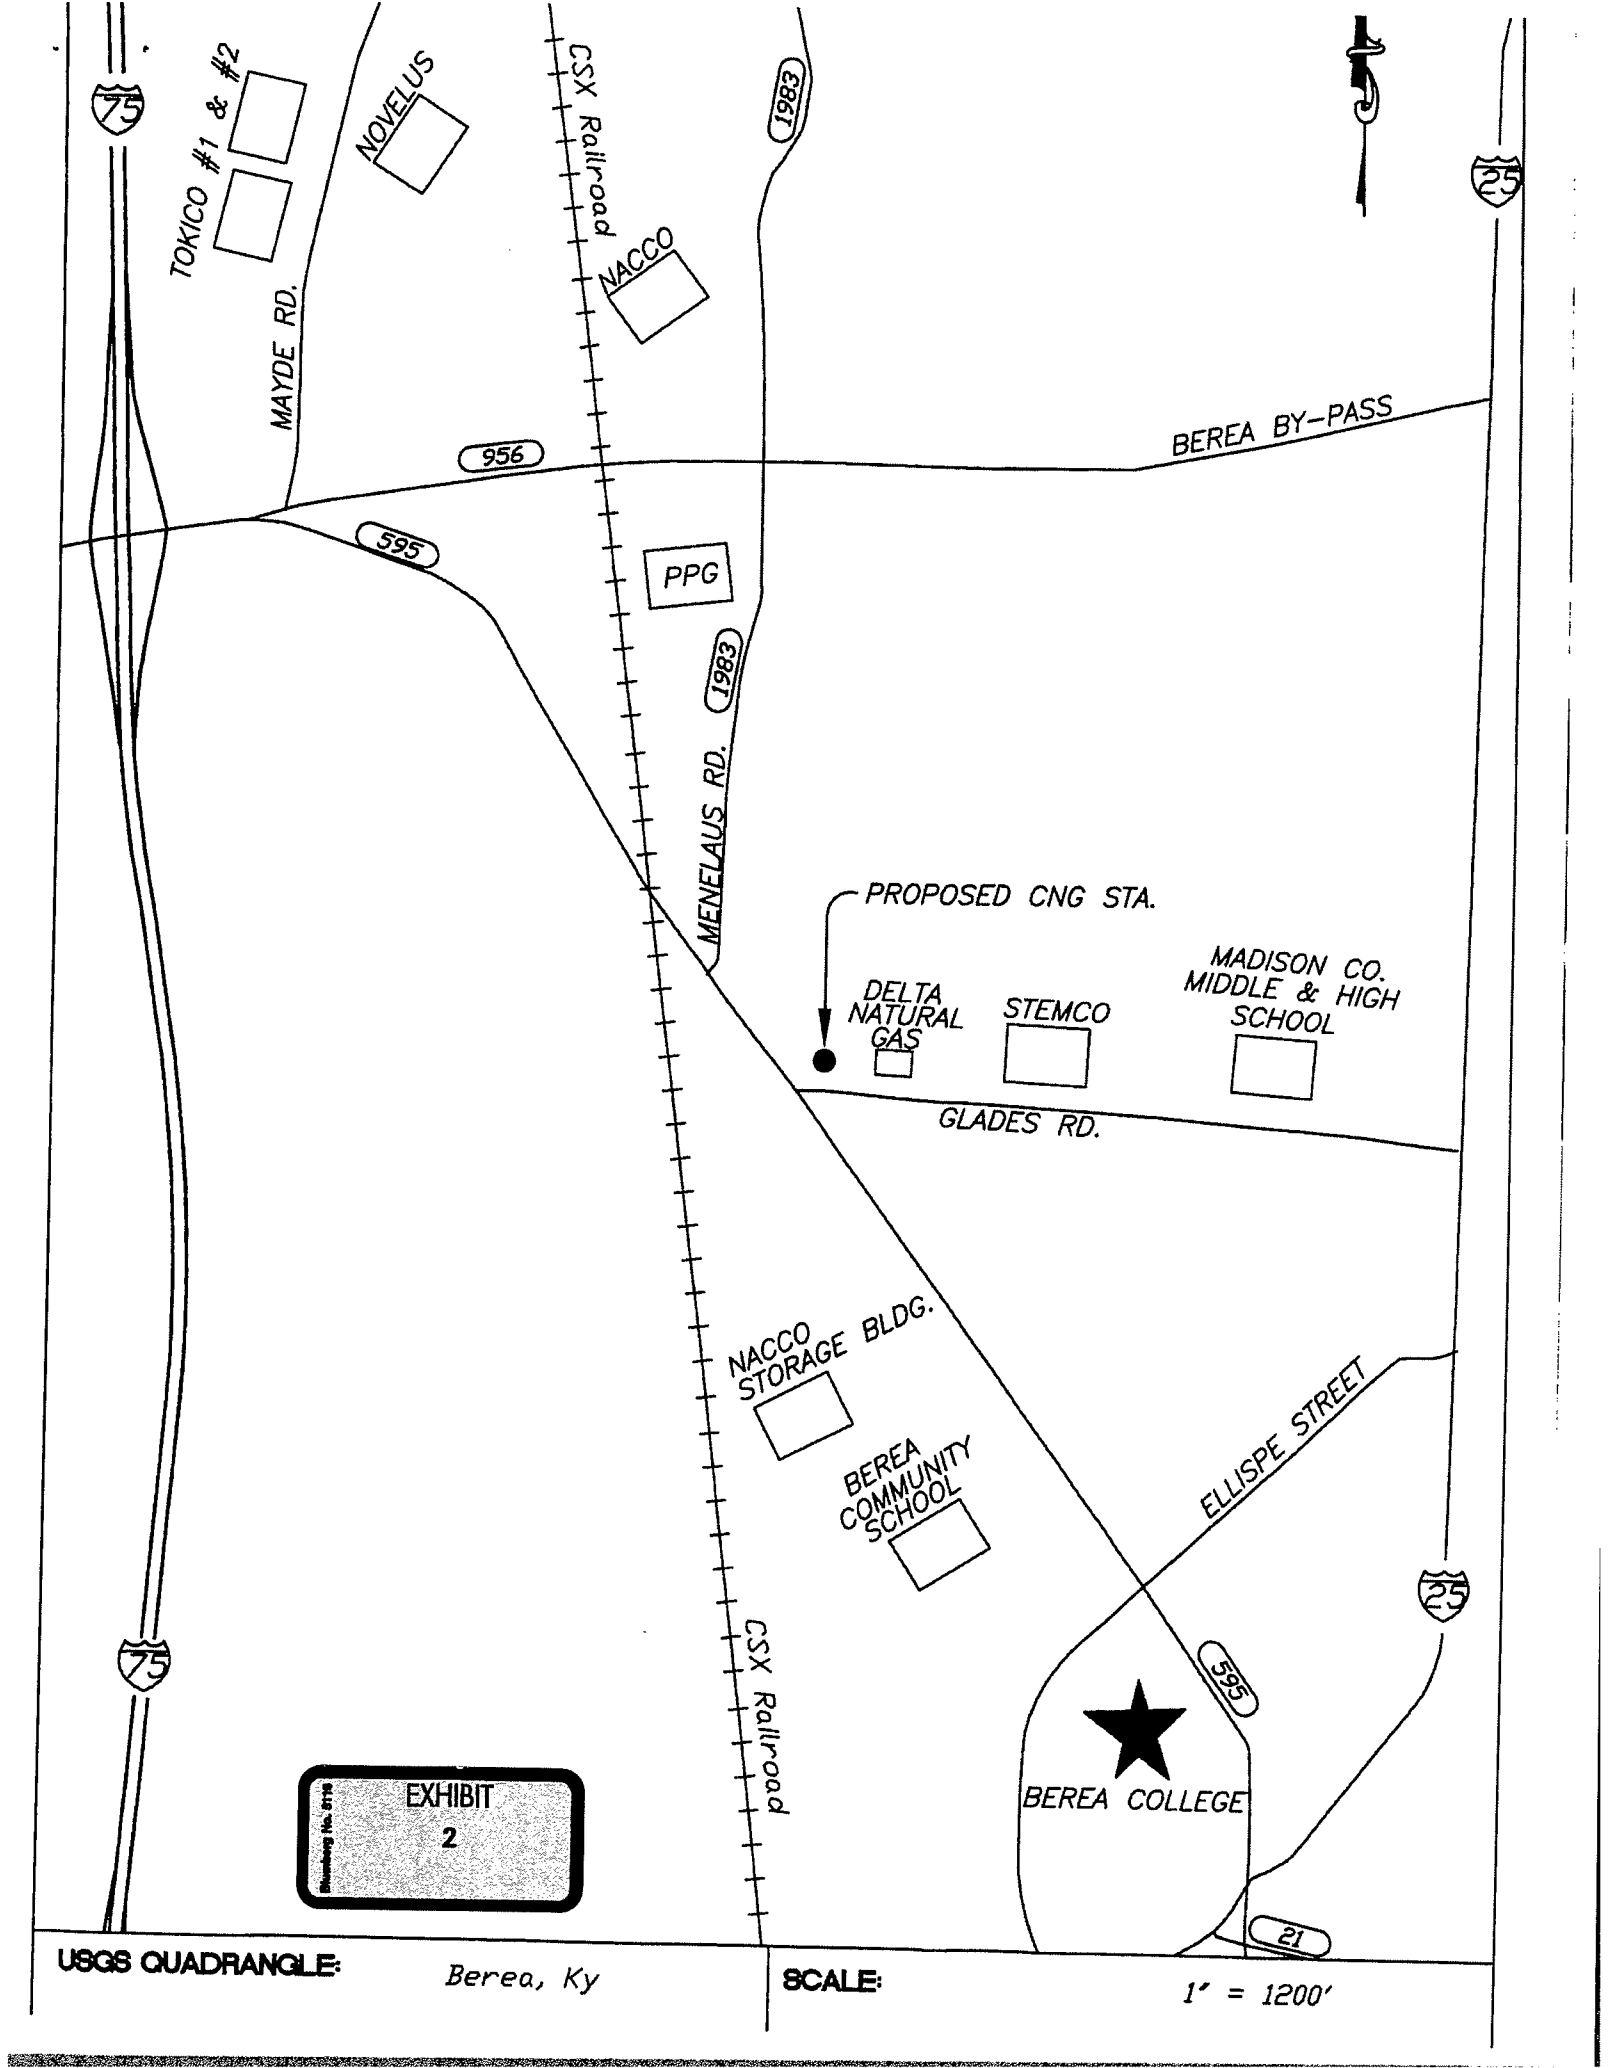 75
TOKICO #1 & #2
NOVELUS
CSX Railroad
1983
25
NACCO
MAYDE RD.
BEREA BY-PASS
956
595
PPG
1983
MENELAUS RD.
PROPOSED CNG STA.
DELTA
NATURAL
GAS
STEMCO
MADISON CO.
MIDDLE & HIGH
SCHOOL
GLADES RD.
NACCO
STORAGE BLDG.
BEREA
COMMUNITY
SCHOOL
ELLISPE STREET
25
595
75
CSX Railroad
BEREA COLLEGE
EXHIBIT
2
Blumberg No. 5119
21
USGS QUADRANGLE:
Berea, Ky
SCALE:
1" = 1200'